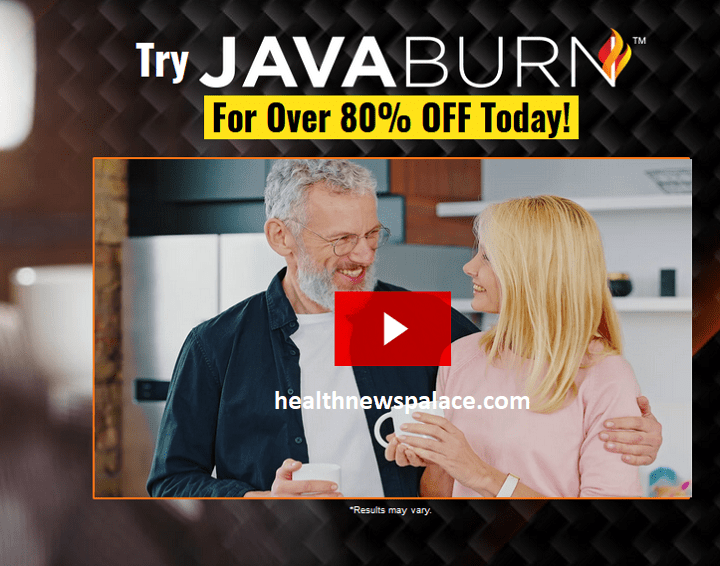 Try JAVABURN™
For Over 80% OFF Today!
healthnewspalace.com
*Results may vary.